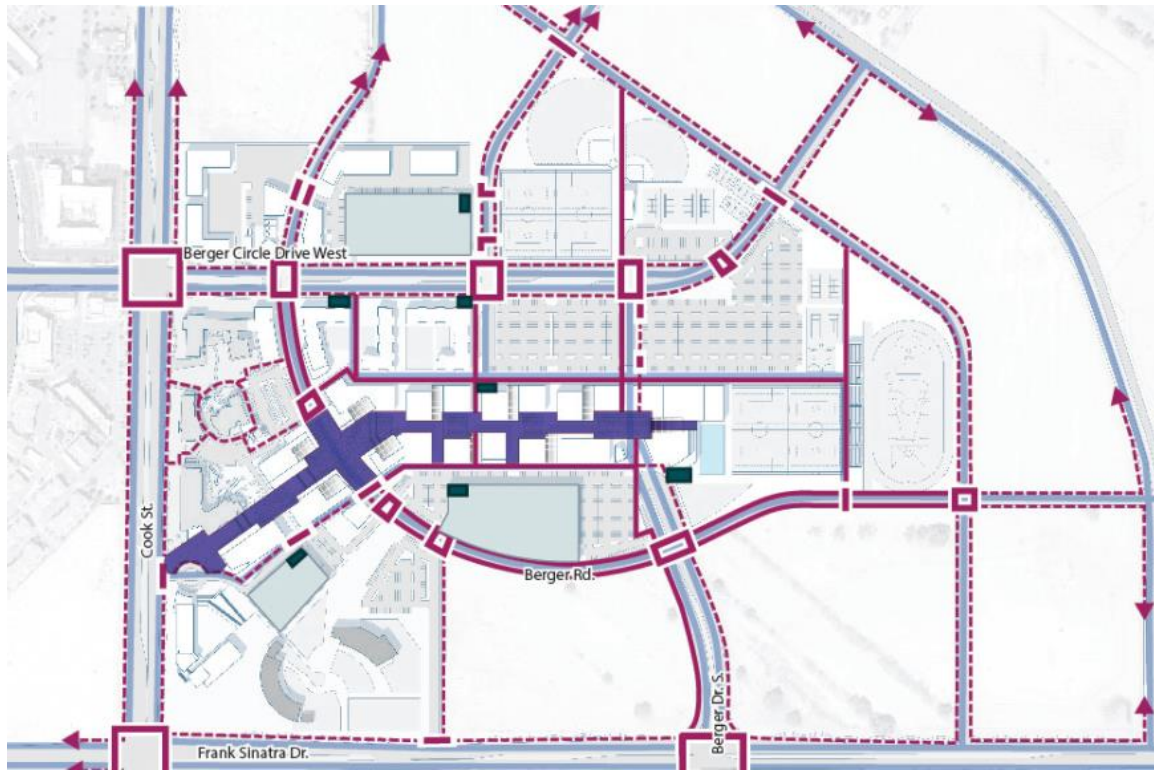 Berger Circle Drive West
Cook St.
Berger Rd.
Berger Dr. S.
Frank Sinatra Dr.